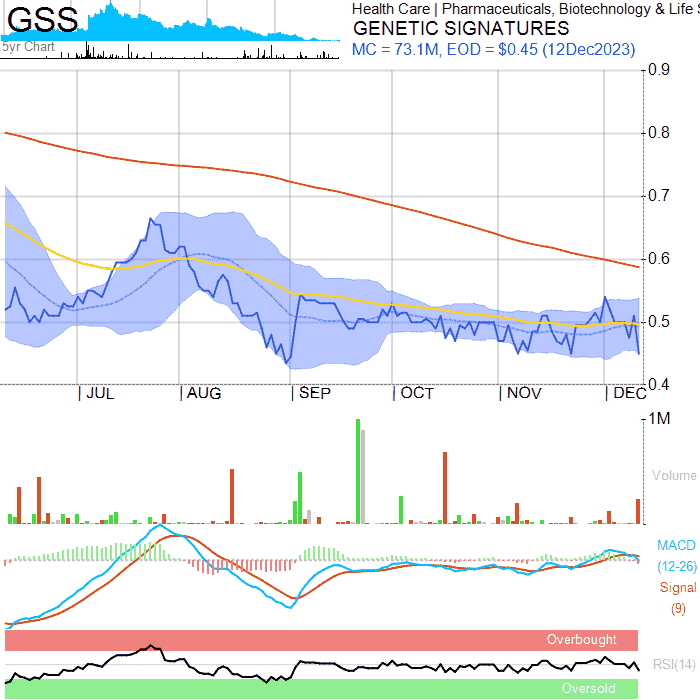 GSS
5yr Chart
Health Care | Pharmaceuticals, Biotechnology & Life
GENETIC SIGNATURES
MC = 73.1M, EOD = $0.45 (12Dec2023)
0.9
0.8
0.7
0.6
0.5
0.4
JUL AUG SEP OCT NOV DEC
1M
Volume
MACD
(12-26)
Signal
(9)
Overbought
RSI(14)
Oversold